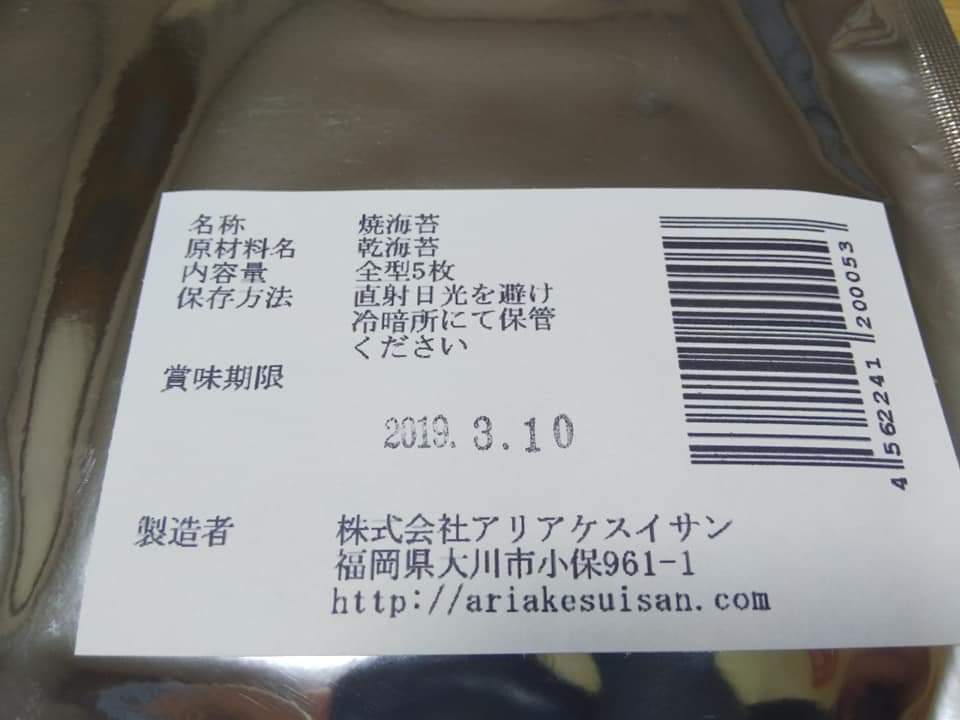 名称 焼海苔
原材料名 乾海苔
内容量 全型5枚
保存方法 直射日光を避け
冷暗所にて保管
ください
賞味期限
2019.3.10
製造者 株式会社アリアケスイサン
福岡県大川市小保961-1
http://ariakesuisan.com
4 562241 200053